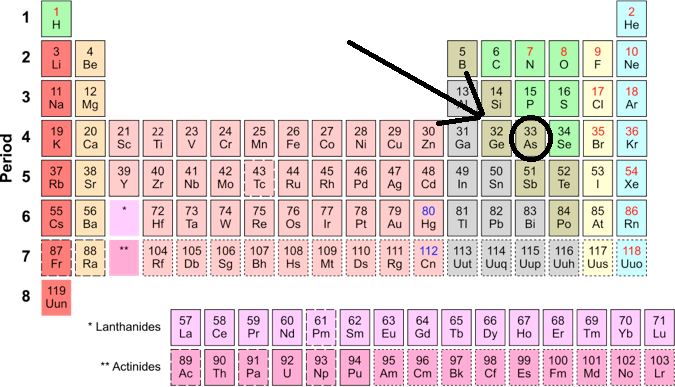 1
1 H
2 He
2
3 Li
4 Be
5 B
6 C
7 N
8 O
9 F
10 Ne
3
11 Na
12 Mg
13
14 Si
15 P
16 S
17 Cl
18 Ar
Period
4
19 K
20 Ca
21 Sc
22 Ti
23 V
24 Cr
25 Mn
26 Fe
27 Co
28 Ni
29 Cu
30 Zn
31 Ga
32 Ge
33 As
34 Se
35 Br
36 Kr
5
37 Rb
38 Sr
39 Y
40 Zr
41 Nb
42 Mo
43 Tc
44 Ru
45 Rh
46 Pd
47 Ag
48 Cd
49 In
50 Sn
51 Sb
52 Te
53 I
54 Xe
6
55 Cs
56 Ba
*
72 Hf
73 Ta
74 W
75 Re
76 Os
77 Ir
78 Pt
79 Au
80 Hg
81 Tl
82 Pb
83 Bi
84 Po
85 At
86 Rn
7
87 Fr
88 Ra
**
104 Rf
105 Db
106 Sg
107 Bh
108 Hs
109 Mt
110 Ds
111 Rg
112 Cn
113 Uut
114 Uuq
115 Uup
116 Uuh
117 Uus
118 Uuo
8
119 Uun
* Lanthanides
57 La
58 Ce
59 Pr
60 Nd
61 Pm
62 Sm
63 Eu
64 Gd
65 Tb
66 Dy
67 Ho
68 Er
69 Tm
70 Yb
71 Lu
** Actinides
89 Ac
90 Th
91 Pa
92 U
93 Np
94 Pu
95 Am
96 Cm
97 Bk
98 Cf
99 Es
100 Fm
101 Md
102 No
103 Lr